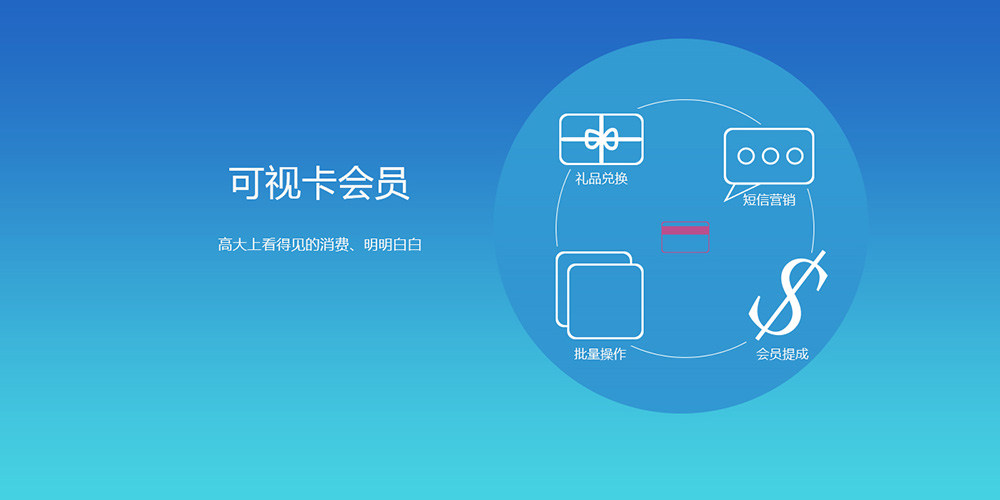 可视卡会员
高大上看得见的消费、明明白白
礼品兑换
短信营销
批量操作
会员提成